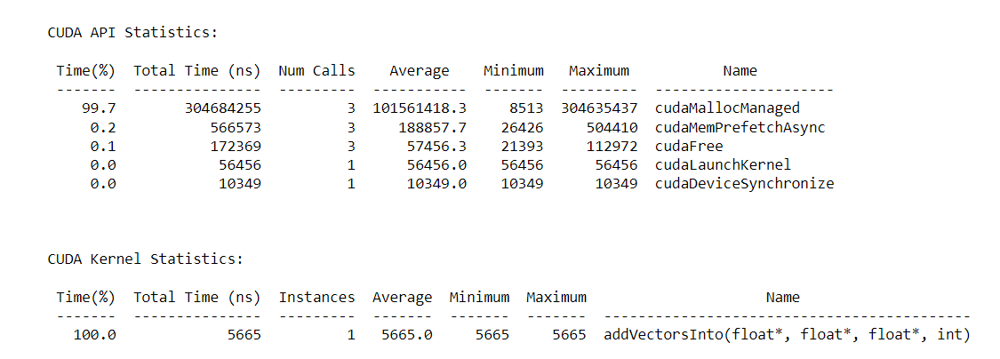 CUDA API Statistics:
Time(%)  Total Time (ns)  Num Calls    Average    Minimum   Maximum           Name
-------  ---------------  ---------  -----------  -------  ---------  ---------------------
   99.7        304684255          3  101561418.3     8513  304635437  cudaMallocManaged
    0.2           566573          3     188857.7    26426     504410  cudaMemPrefetchAsync
    0.1           172369          3      57456.3    21393     112972  cudaFree
    0.0            56456          1      56456.0    56456      56456  cudaLaunchKernel
    0.0            10349          1      10349.0    10349      10349  cudaDeviceSynchronize
CUDA Kernel Statistics:
Time(%)  Total Time (ns)  Instances  Average  Minimum  Maximum                     Name
-------  ---------------  ---------  -------  -------  -------  -------------------------------------------
  100.0             5665          1   5665.0     5665     5665  addVectorsInto(float*, float*, float*, int)